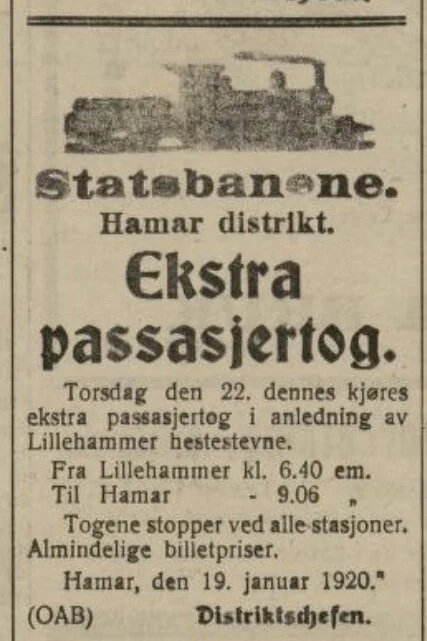 Statsbanene.
Hamar distrikt.
Ekstra
passasjertog.
Torsdag den 22. dennes kjøres
ekstra passasjertog i anledning av
Lillehammer hestestevne.
Fra Lillehammer kl. 6.40 em.
Til Hamar - 9.06 „
Togene stopper ved alle stasjoner.
Almindelige billetpriser.
Hamar, den 19. januar 1920."
(OAB) Distriktschefen.